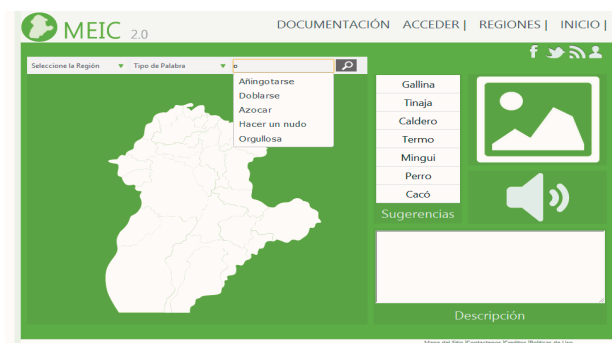 MEIC 2.0
DOCUMENTACIÓN ACCEDER | REGIONES | INICIO |
Seleccione la Región
Tipo de Palabra
o
Añingotarse
Doblarse
Azocar
Hacer un nudo
Orgullosa
Gallina
Tinaja
Caldero
Termo
Mingui
Perro
Cacó
Sugerencias
Descripción